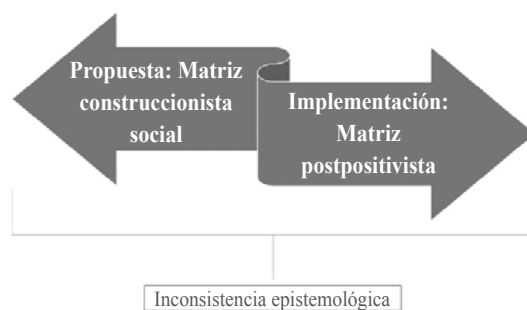 Propuesta: Matriz
construccionista
social
Implementación:
Matriz
postpositivista
Inconsistencia epistemológica